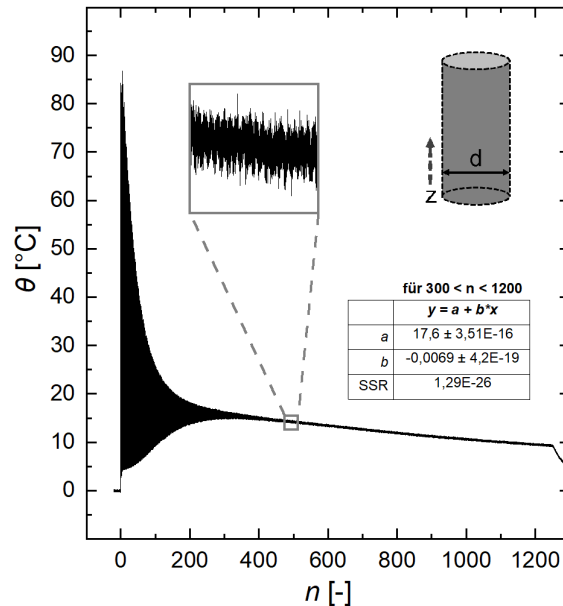 90
80
70
60
50
40
30
20
10
0
θ [°C]
d
z
für 300 < n < 1200
y = a + b*x
a 17,6 ± 3,51E-16
b -0,0069 ± 4,2E-19
SSR 1,29E-26
0 200 400 600 800 1000 1200
n [-]